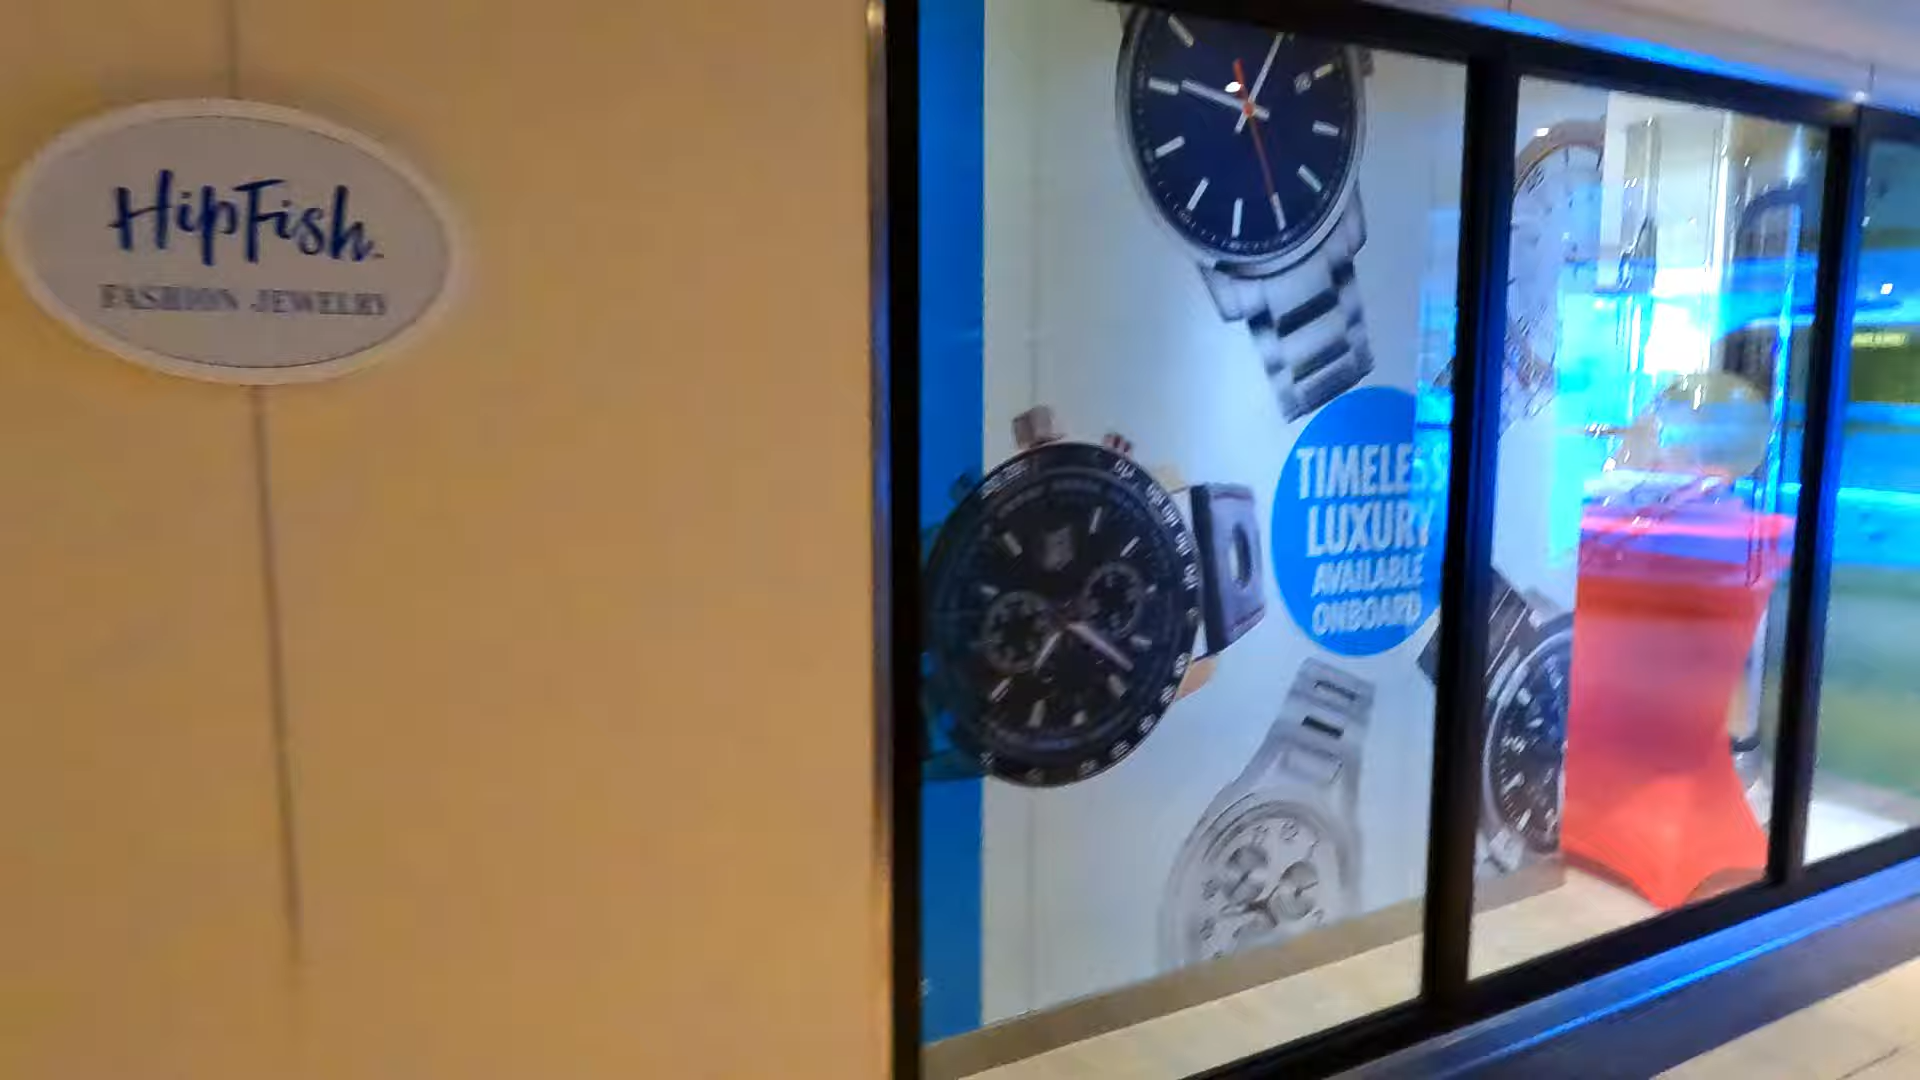 HipFish.
FASHION JEWELRY
TIMELESS
LUXURY
AVAILABLE
ONBOARD